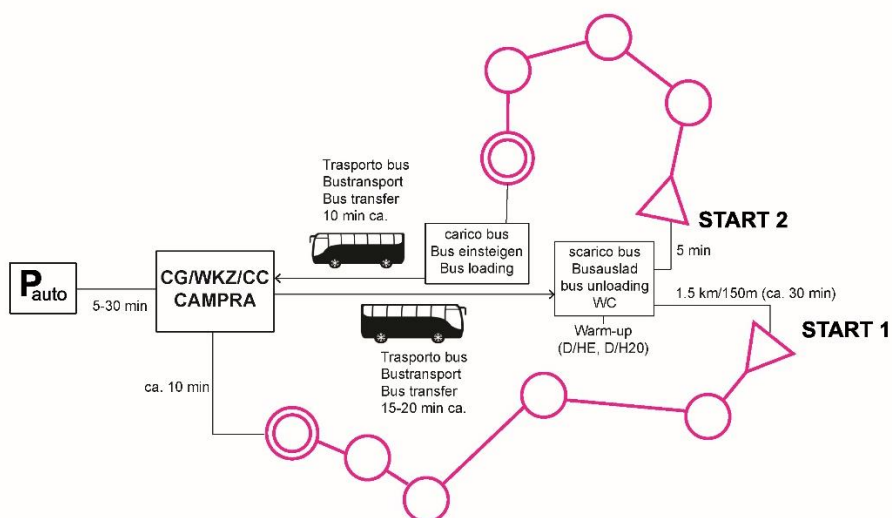 Trasporto bus
Bustransport
Bus transfer
10 min ca.
carico bus
Bus einsteigen
Bus loading
START 2
5 min
scarico bus
Busauslad
bus unloading
WC
P auto
5-30 min
CG/WKZ/CC
CAMPRA
1.5 km/150m (ca. 30 min)
START 1
Warm-up
(D/HE, D/H20)
Trasporto bus
Bustransport
Bus transfer
15-20 min ca.
ca. 10 min